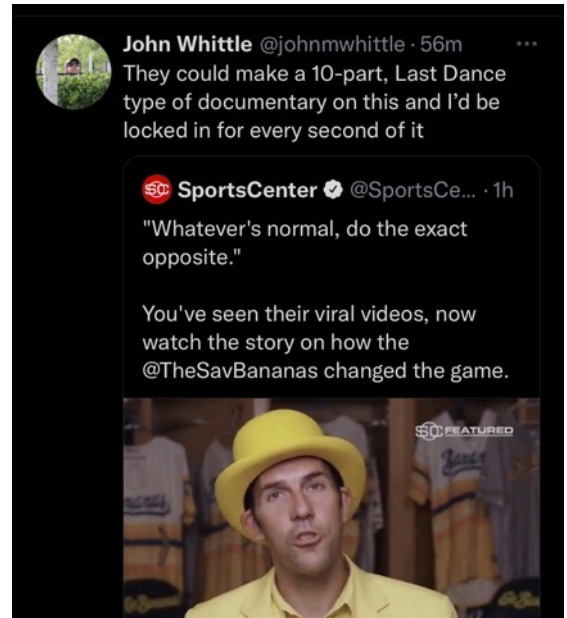 John Whittle @johnmwhittle · 56m
They could make a 10-part, Last Dance
type of documentary on this and I’d be
locked in for every second of it
SC SportsCenter @SportsCe... · 1h
"Whatever's normal, do the exact
opposite."
You've seen their viral videos, now
watch the story on how the
@TheSavBananas changed the game.
SC FEATURED